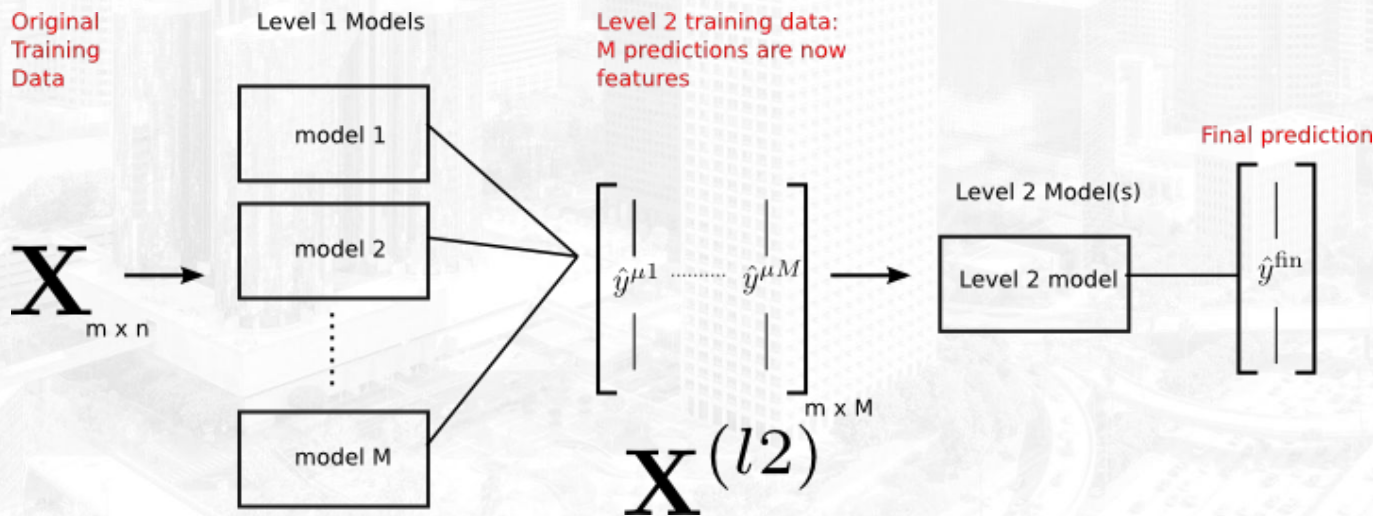 Original
Training
Data
Level 1 Models
Level 2 training data:
M predictions are now
features
Final prediction
model 1
model 2
model M
X
m x n
ŷ^{μ1} .......... ŷ^{μM}
m x M
X^{(l2)}
Level 2 Model(s)
Level 2 model
ŷ^{fin}